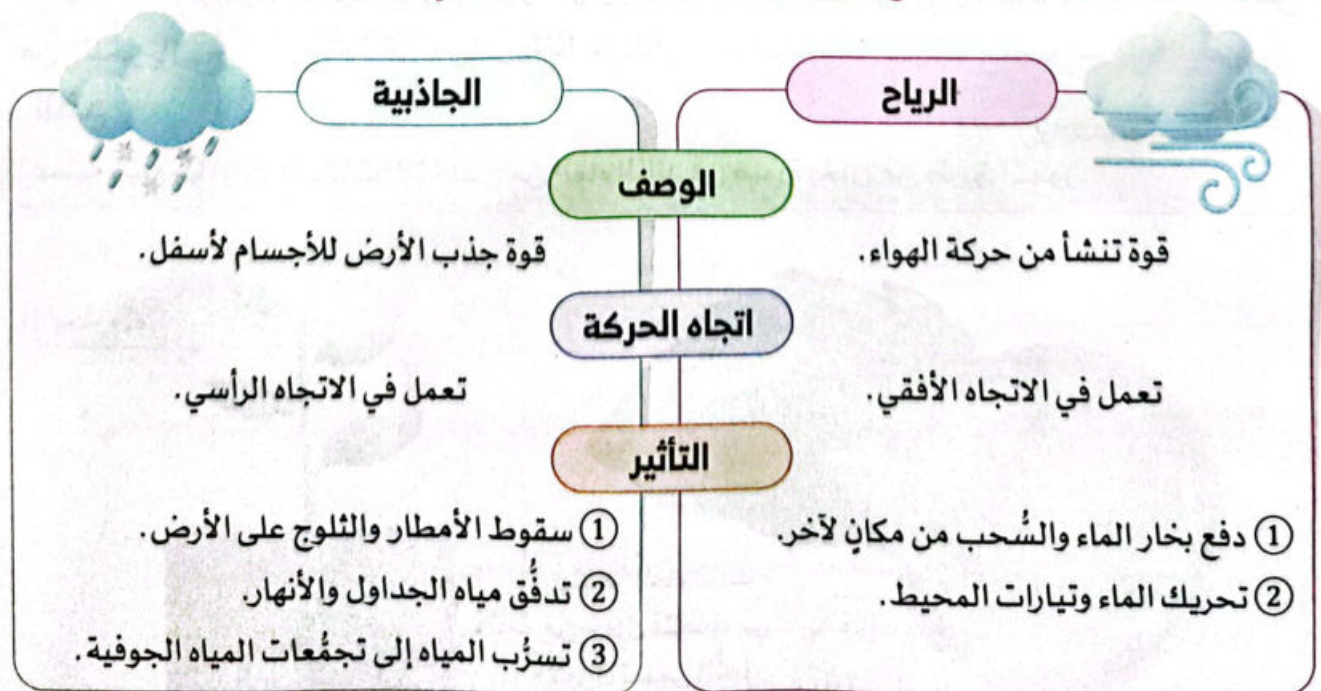 الرياح
الجاذبية
الوصف
قوة تنشأ من حركة الهواء.
قوة جذب الأرض للأجسام لأسفل.
اتجاه الحركة
تعمل في الاتجاه الأفقي.
تعمل في الاتجاه الرأسي.
التأثير
① دفع بخار الماء والسُّحب من مكانٍ لآخر.
② تحريك الماء وتيارات المحيط.
① سقوط الأمطار والثلوج على الأرض.
② تدفُّق مياه الجداول والأنهار.
③ تسرُّب المياه إلى تجمُّعات المياه الجوفية.